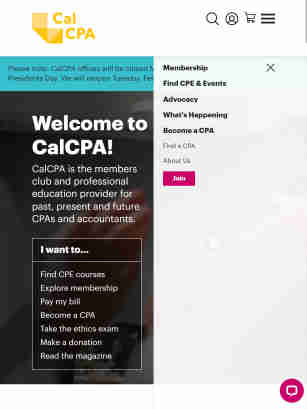 Cal
CPA
Please note: CalCPA offices will be closed
Presidents Day. We will reopen Tuesday, Fe
Membership
Find CPE & Events
Advocacy
What's Happening
Become a CPA
Find a CPA
About Us
Join
Welcome to
CalCPA!
CalCPA is the members
club and professional
education provider for
past, present and future
CPAs and accountants.
I want to...
Find CPE courses
Explore membership
Pay my bill
Become a CPA
Take the ethics exam
Make a donation
Read the magazine